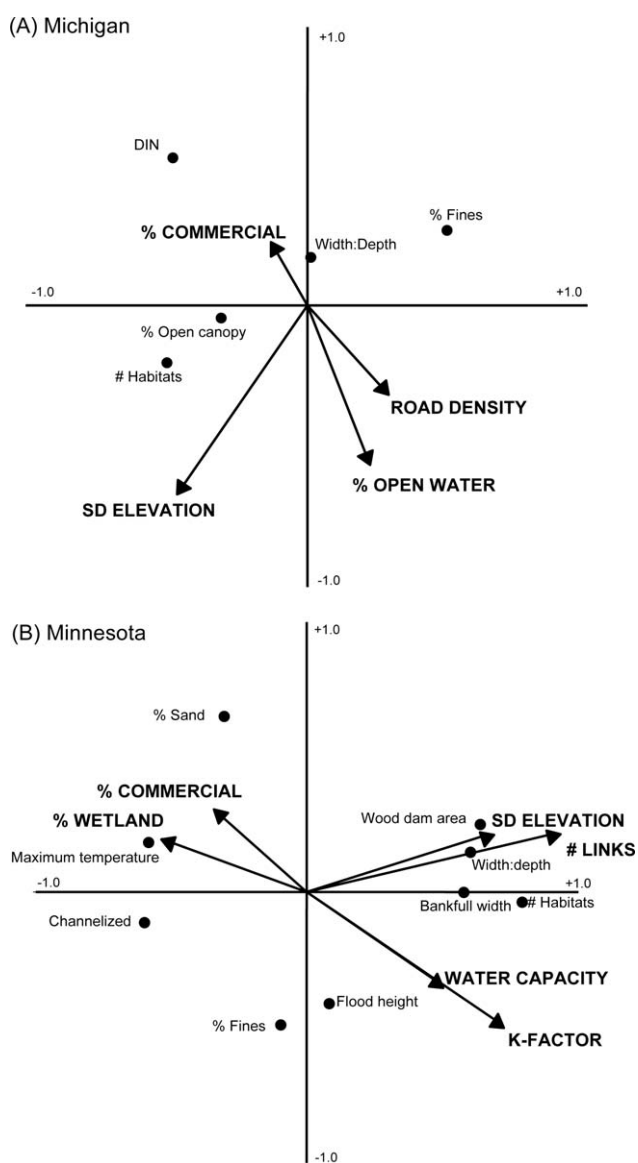 (A) Michigan
+1.0
DIN
% Fines
% COMMERCIAL
Width:Depth
-1.0
+1.0
% Open canopy
# Habitats
ROAD DENSITY
% OPEN WATER
SD ELEVATION
-1.0
(B) Minnesota
+1.0
% Sand
% COMMERCIAL
% WETLAND
Wood dam area
SD ELEVATION
# LINKS
Maximum temperature
Width:depth
-1.0
+1.0
Bankfull width
# Habitats
Channelized
WATER CAPACITY
Flood height
% Fines
K-FACTOR
-1.0